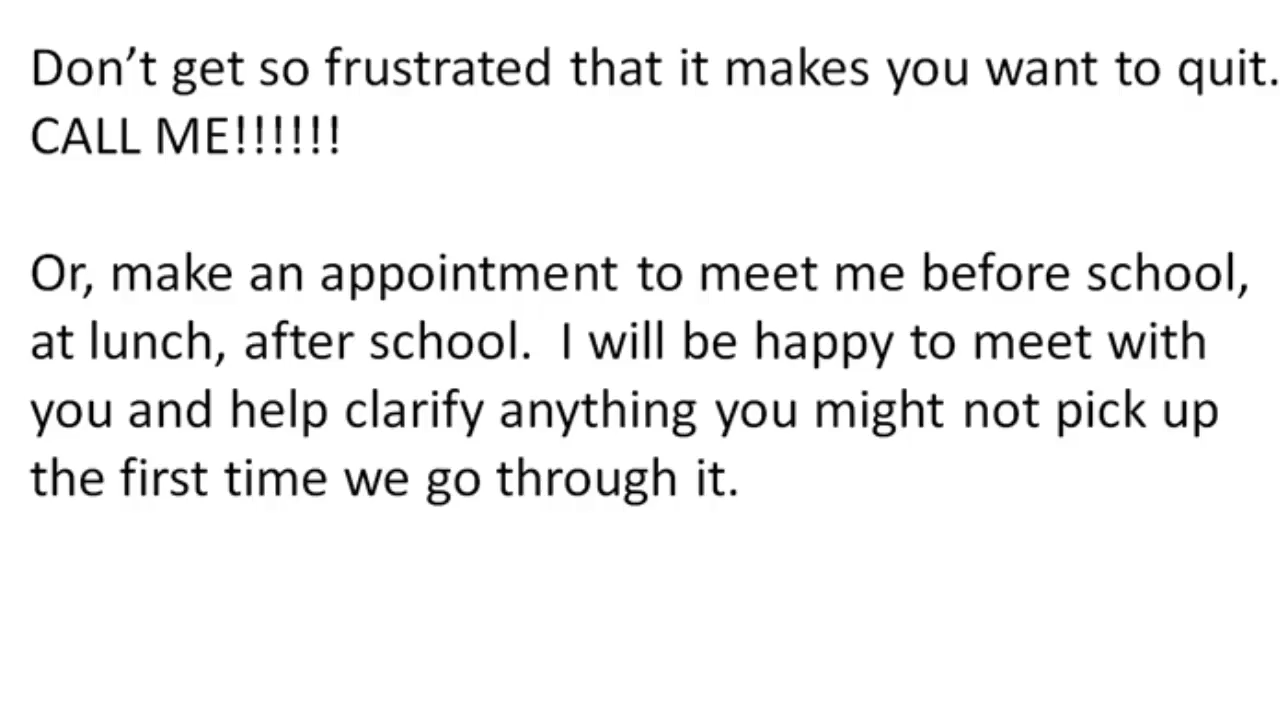 Don’t get so frustrated that it makes you want to quit.
CALL ME!!!!!!
Or, make an appointment to meet me before school,
at lunch, after school.  I will be happy to meet with
you and help clarify anything you might not pick up
the first time we go through it.